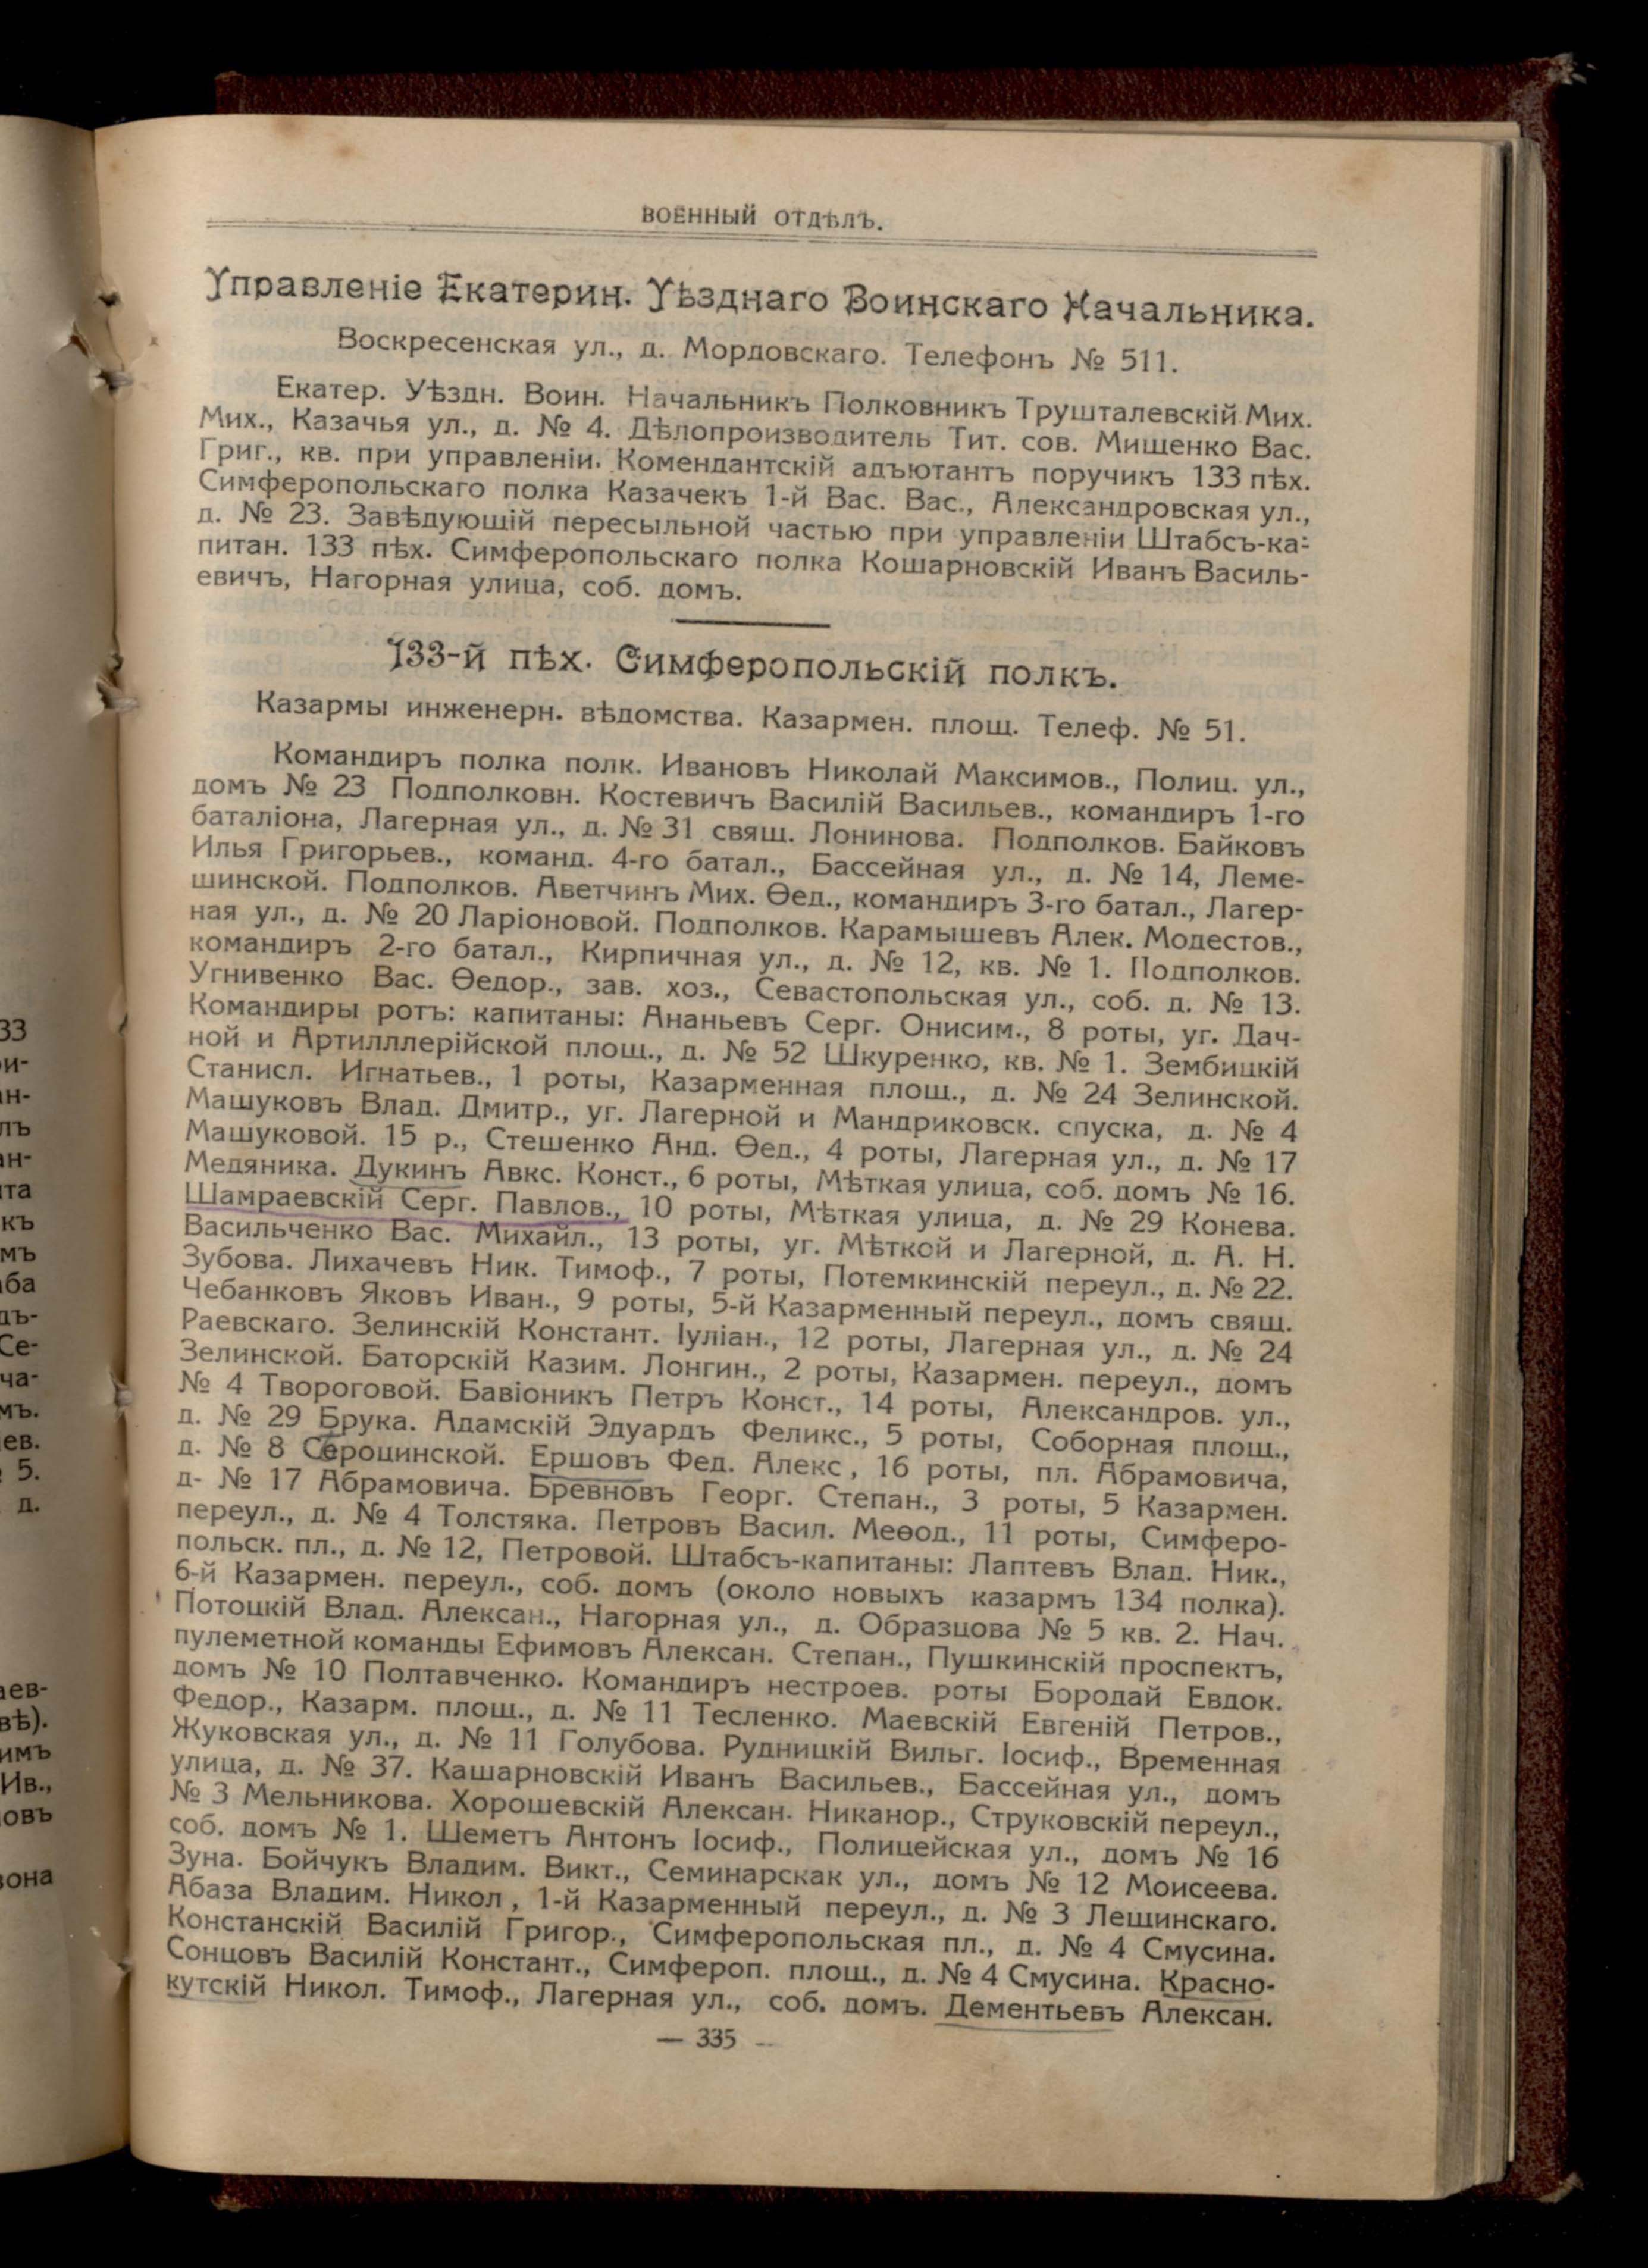 ВОЕННЫЙ ОТДѢЛЪ.
Управленіе Екатерин. Уѣзднаго Воинскаго Начальника.
Воскресенская ул., д. Мордовскаго. Телефонъ № 511.
Екатер. Уѣздн. Воин. Начальникъ Полковникъ Трушталевскій Мих.
Мих., Казачья ул., д. № 4. Дѣлопроизводитель Тит. сов. Мищенко Вас.
Григ., кв. при управленіи. Комендантскій адъютантъ поручикъ 133 пѣх.
Симферопольскаго полка Казачекъ 1-й Вас. Вас., Александровская ул.,
д. № 23. Завѣдующій пересыльной частью при управленіи Штабсъ-ка-
питан. 133 пѣх. Симферопольскаго полка Кошарновскій Иванъ Василь-
евичъ, Нагорная улица, соб. домъ.
133-й пѣх. Симферопольскій полкъ.
Казармы инженерн. вѣдомства. Казармен. площ. Телеф. № 51.
Командиръ полка полк. Ивановъ Николай Максимов., Полиц. ул.,
домъ № 23 Подполковн. Костевичъ Василій Васильев., командиръ 1-го
баталіона, Лагерная ул., д. № 31 свящ. Лонинова. Подполков. Байковъ
Илья Григорьев., команд. 4-го батал., Бассейная ул., д. № 14, Леме-
шинской. Подполков. Аветчинъ Мих. Ѳед., командиръ 3-го батал., Лагер-
ная ул., д. № 20 Ларіоновой. Подполков. Карамышевъ Алек. Модестов.,
командиръ 2-го батал., Кирпичная ул., д. № 12, кв. № 1. Подполков.
Угнивенко Вас. Ѳедор., зав. хоз., Севастопольская ул., соб. д. № 13.
Командиры ротъ: капитаны: Ананьевъ Серг. Онисим., 8 роты, уг. Дач-
ной и Артилллерійской площ., д. № 52 Шкуренко, кв. № 1. Зембицкій
Станисл. Игнатьев., 1 роты, Казарменная площ., д. № 24 Зелинской.
Машуковъ Влад. Дмитр., уг. Лагерной и Мандриковск. спуска, д. № 4
Машуковой. 15 р., Стешенко Анд. Ѳед., 4 роты, Лагерная ул., д. № 17
Медяника. Дукинъ Авкс. Конст., 6 роты, Мѣткая улица, соб. домъ № 16.
Шамраевскій Серг. Павлов., 10 роты, Мѣткая улица, д. № 29 Конева.
Васильченко Вас. Михайл., 13 роты, уг. Мѣткой и Лагерной, д. А. Н.
Зубова. Лихачевъ Ник. Тимоф., 7 роты, Потемкинскій переул., д. № 22.
Чебанковъ Яковъ Иван., 9 роты, 5-й Казарменный переул., домъ свящ.
Раевскаго. Зелинскій Констант. Іуліан., 12 роты, Лагерная ул., д. № 24
Зелинской. Баторскій Казим. Лонгин., 2 роты, Казармен. переул., домъ
№ 4 Твороговой. Бавіоникъ Петръ Конст., 14 роты, Александров. ул.,
д. № 29 Брука. Адамскій Эдуардъ Феликс., 5 роты, Соборная площ.,
д. № 8 Сероцинской. Ершовъ Фед. Алекс , 16 роты, пл. Абрамовича,
д- № 17 Абрамовича. Бревновъ Георг. Степан., 3 роты, 5 Казармен.
переул., д. № 4 Толстяка. Петровъ Васил. Меѳод., 11 роты, Симферо-
польск. пл., д. № 12, Петровой. Штабсъ-капитаны: Лаптевъ Влад. Ник.,
6-й Казармен. переул., соб. домъ (около новыхъ казармъ 134 полка).
Потоцкій Влад. Алексан., Нагорная ул., д. Образцова № 5 кв. 2. Нач.
пулеметной команды Ефимовъ Алексан. Степан., Пушкинскій проспектъ,
домъ № 10 Полтавченко. Командиръ нестроев. роты Бородай Евдок.
Федор., Казарм. площ., д. № 11 Тесленко. Маевскій Евгеній Петров.,
Жуковская ул., д. № 11 Голубова. Рудницкій Вильг. Іосиф., Временная
улица, д. № 37. Кашарновскій Иванъ Васильев., Бассейная ул., домъ
№ 3 Мельникова. Хорошевскій Алексан. Никанор., Струковскій переул.,
соб. домъ № 1. Шеметъ Антонъ Іосиф., Полицейская ул., домъ № 16
Зуна. Бойчукъ Владим. Викт., Семинарскак ул., домъ № 12 Моисеева.
Абаза Владим. Никол , 1-й Казарменный переул., д. № 3 Лещинскаго.
Констанскій Василій Григор., Симферопольская пл., д. № 4 Смусина.
Сонцовъ Василій Констант., Симфероп. площ., д. № 4 Смусина. Красно-
кутскій Никол. Тимоф., Лагерная ул., соб. домъ. Дементьевъ Алексан.
— 335 —